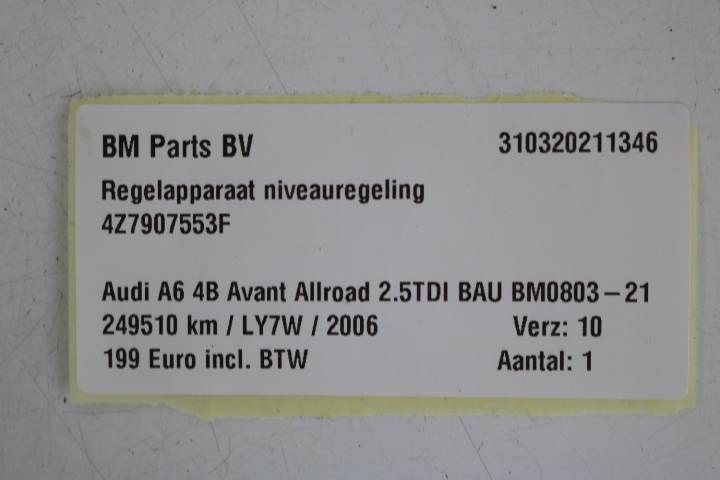 BM Parts BV 310320211346
Regelapparaat niveauregeling
4Z7907553F
Audi A6 4B Avant Allroad 2.5TDI BAU BM0803-21
249510 km / LY7W / 2006 Verz: 10
199 Euro incl. BTW Aantal: 1